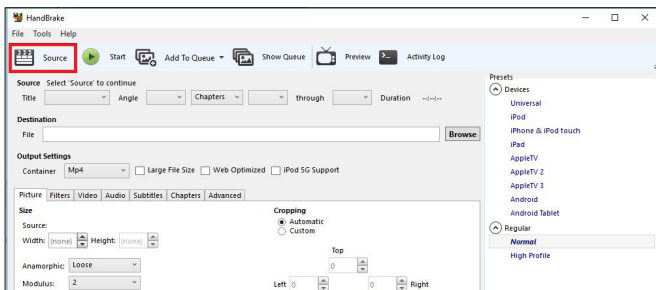 HandBrake
File Tools Help
Source Start Add To Queue Show Queue Preview Activity Log
Source Select 'Source' to continue
Title Angle Chapters through Duration --:--:--
Destination
File Browse
Output Settings
Container Mp4 Large File Size Web Optimized iPod 5G Support
Picture Filters Video Audio Subtitles Chapters Advanced
Size
Source:
Width: (none) Height: (none)
Anamorphic: Loose
Modulus: 2
Cropping
Automatic
Custom
Top
0
Left 0 0 Right
Presets
Devices
Universal
iPod
iPhone & iPod touch
iPad
AppleTV
AppleTV 2
AppleTV 3
Android
Android Tablet
Regular
Normal
High Profile